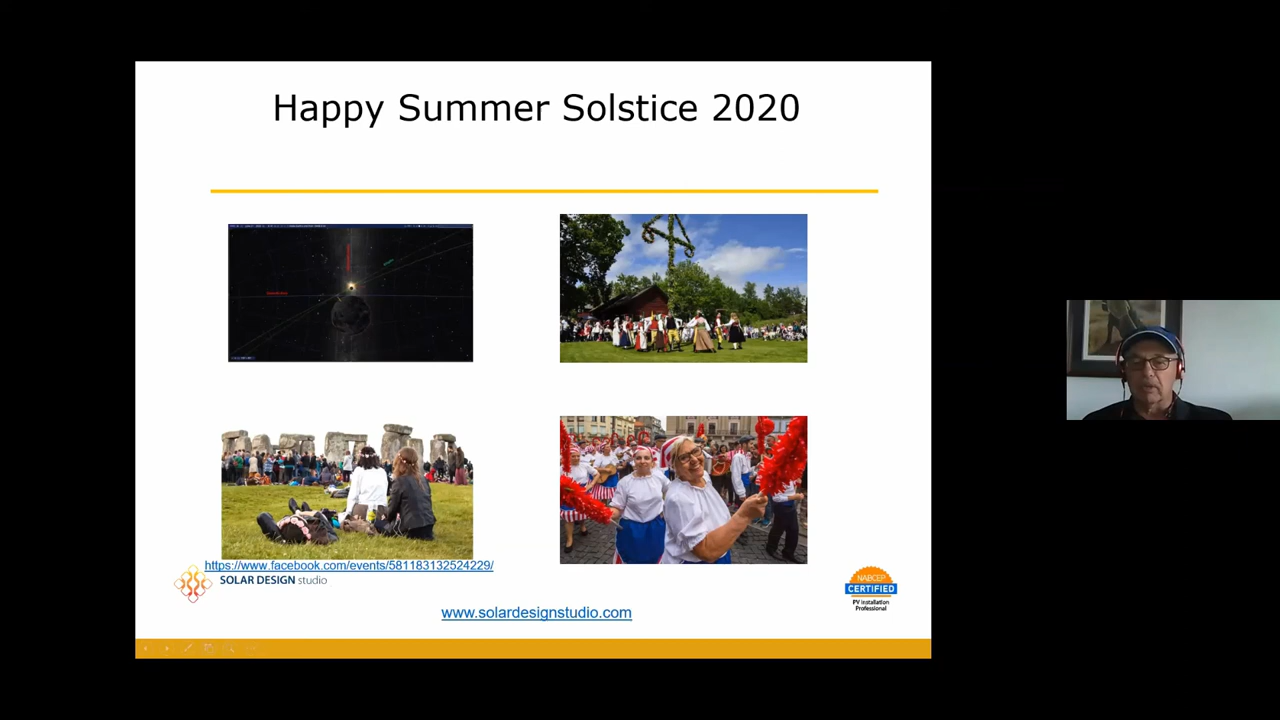 Happy Summer Solstice 2020
https://www.facebook.com/events/581183132524229/
SOLAR DESIGN studio
www.solardesignstudio.com
NABCEP
CERTIFIED
PV Installation
Professional